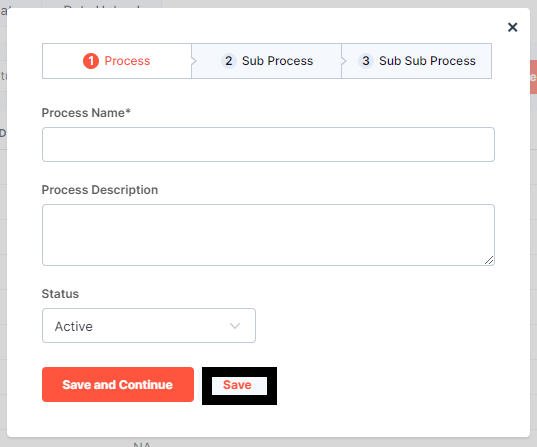 1 Process
2 Sub Process
3 Sub Sub Process
Process Name*
Process Description
Status
Active
Save and Continue
Save
NA